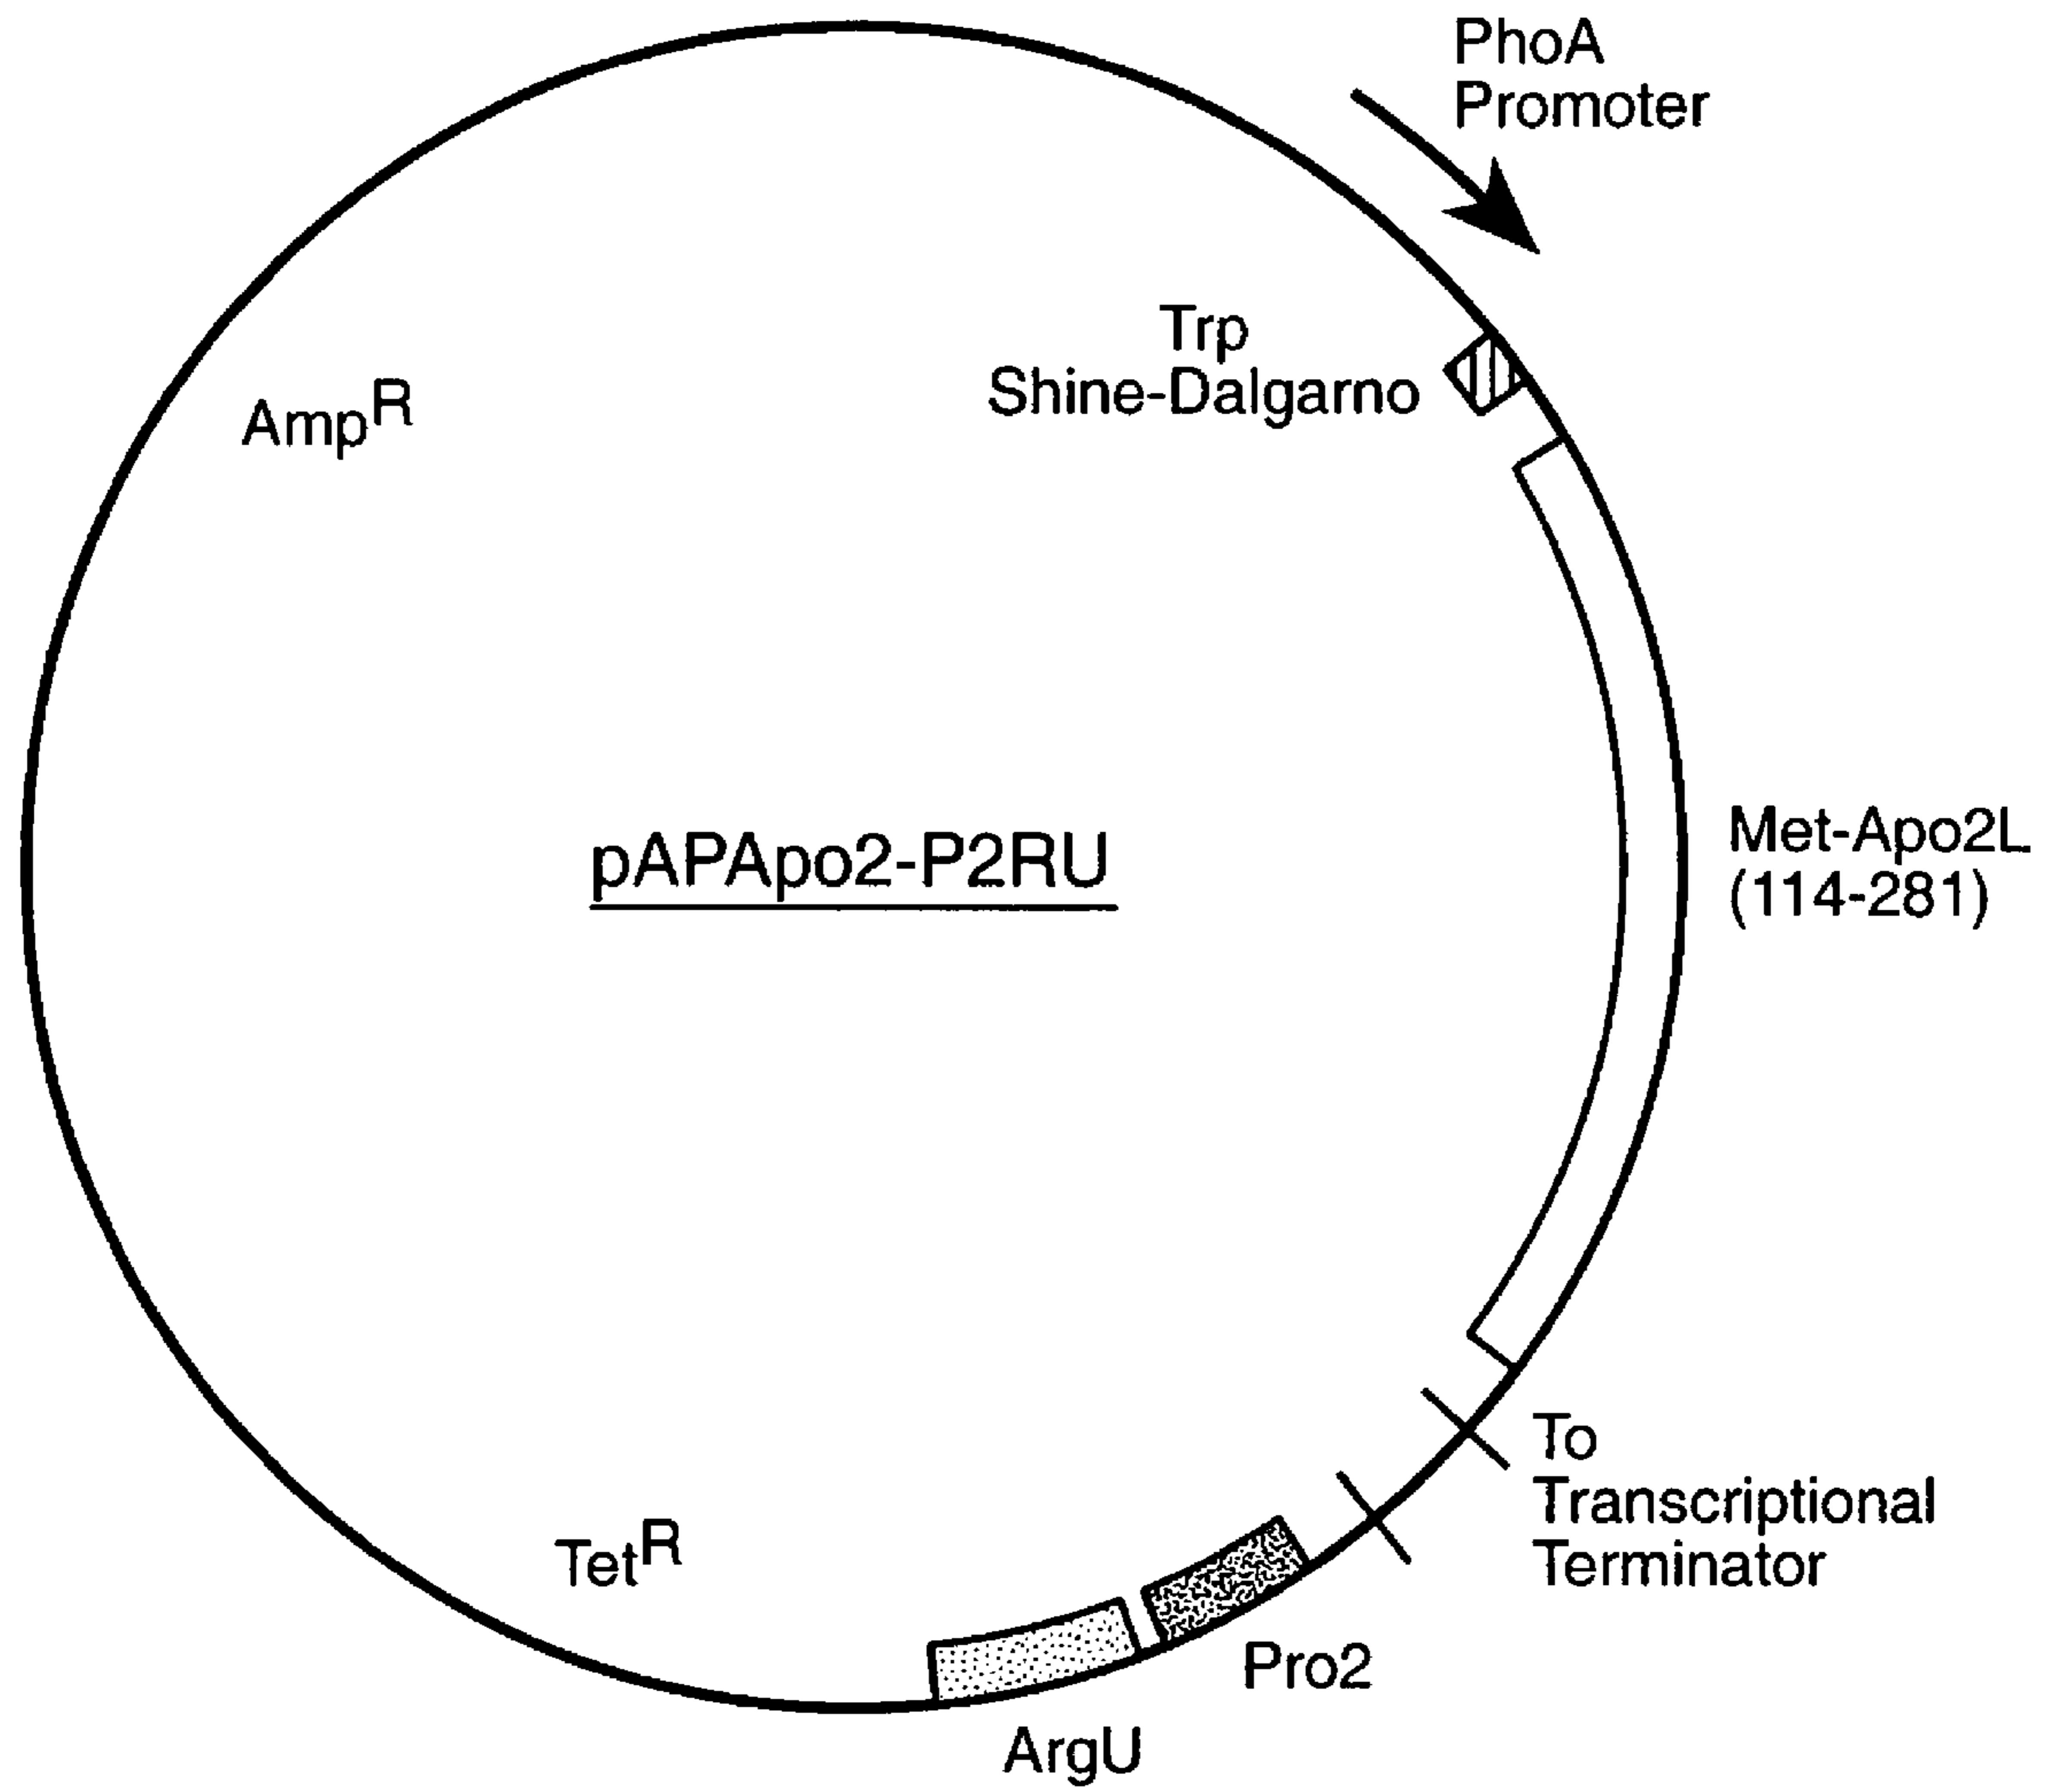 PhoA
Promoter
Trp
Shine-Dalgarno
AmpR
pAPApo2-P2RU
Met-Apo2L
(114-281)
To
Transcriptional
Terminator
TetR
Pro2
ArgU